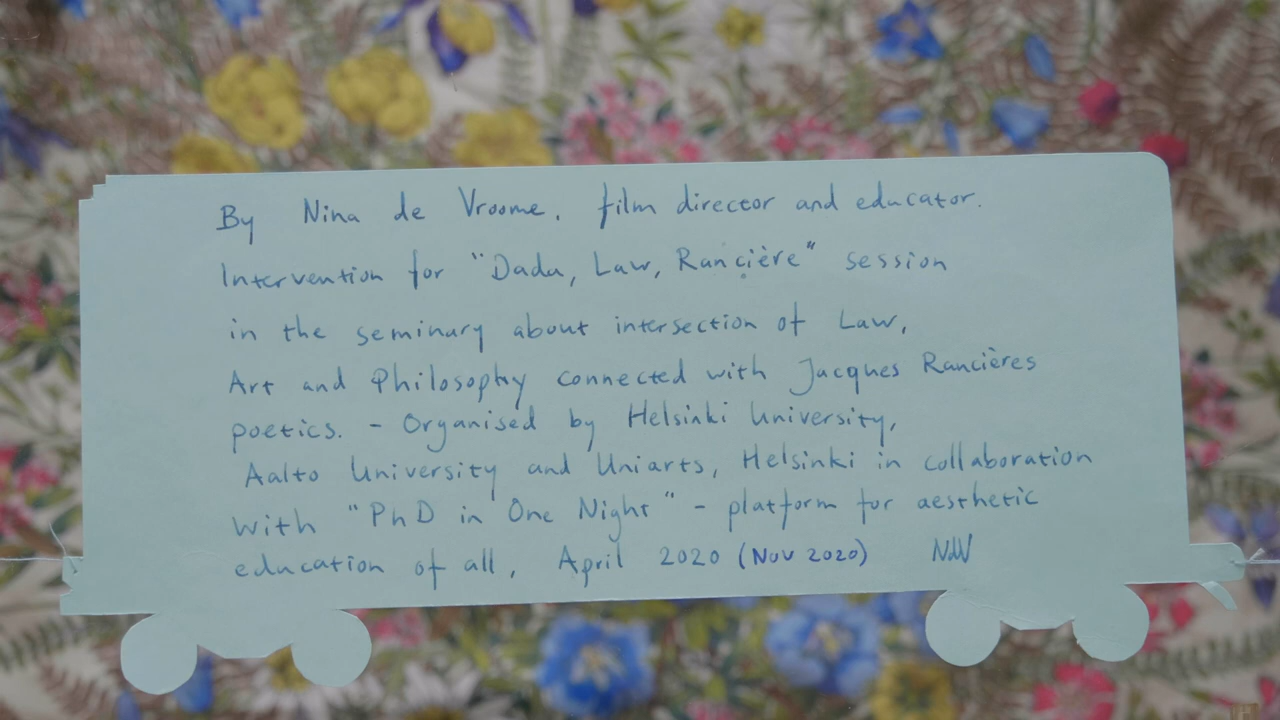 By Nina de Vroome. film director and educator.
Intervention for "Dada, Law, Rancière" session
in the seminary about intersection of Law,
Art and Philosophy connected with Jacques Rancières
poetics. - Organised by Helsinki University,
Aalto University and Uniarts, Helsinki in collaboration
with "PhD in One Night" - platform for aesthetic
education of all, April 2020 (Nov 2020) NdV